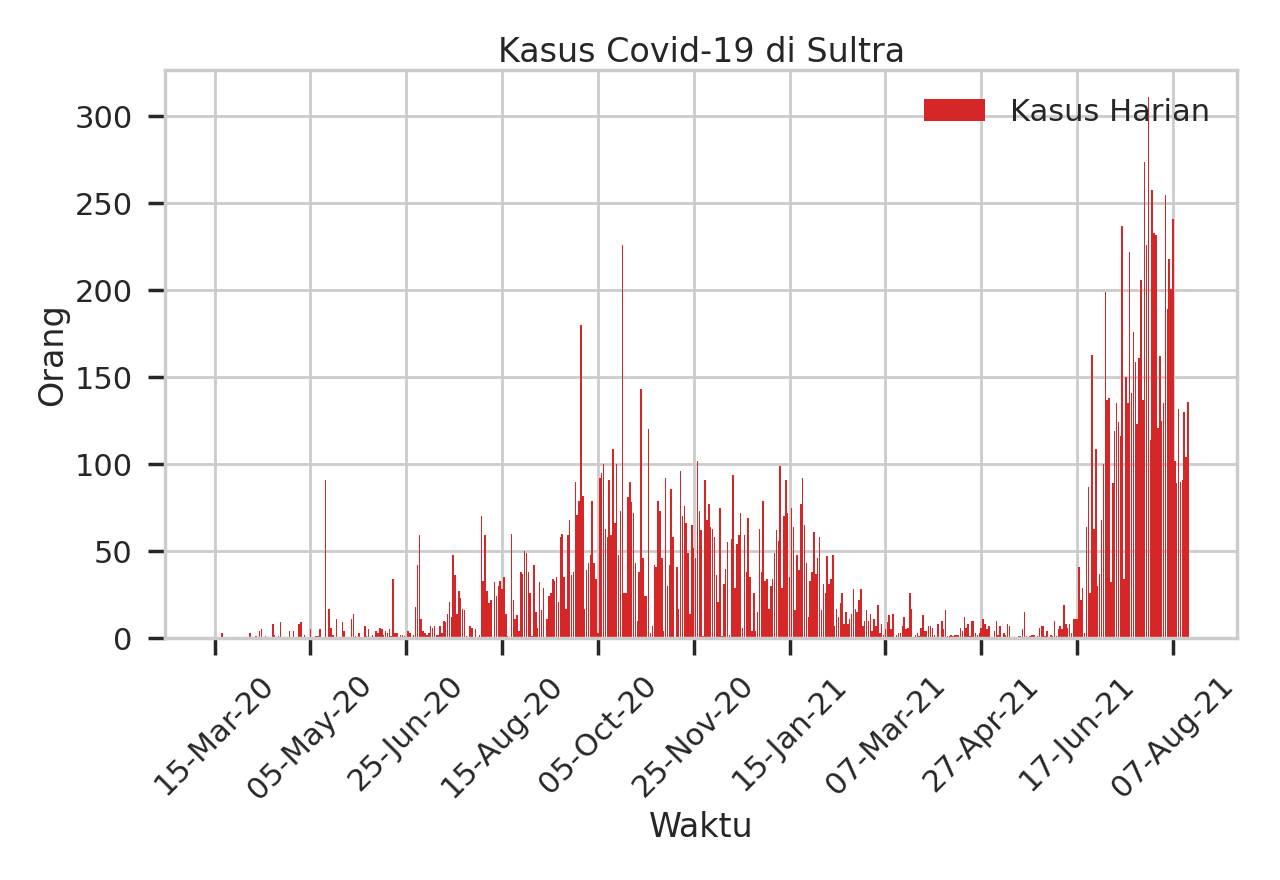 Kasus Covid-19 di Sultra
Kasus Harian
Orang
300
250
200
150
100
50
0
15-Mar-20
05-May-20
25-Jun-20
15-Aug-20
05-Oct-20
25-Nov-20
15-Jan-21
07-Mar-21
27-Apr-21
17-Jun-21
07-Aug-21
Waktu